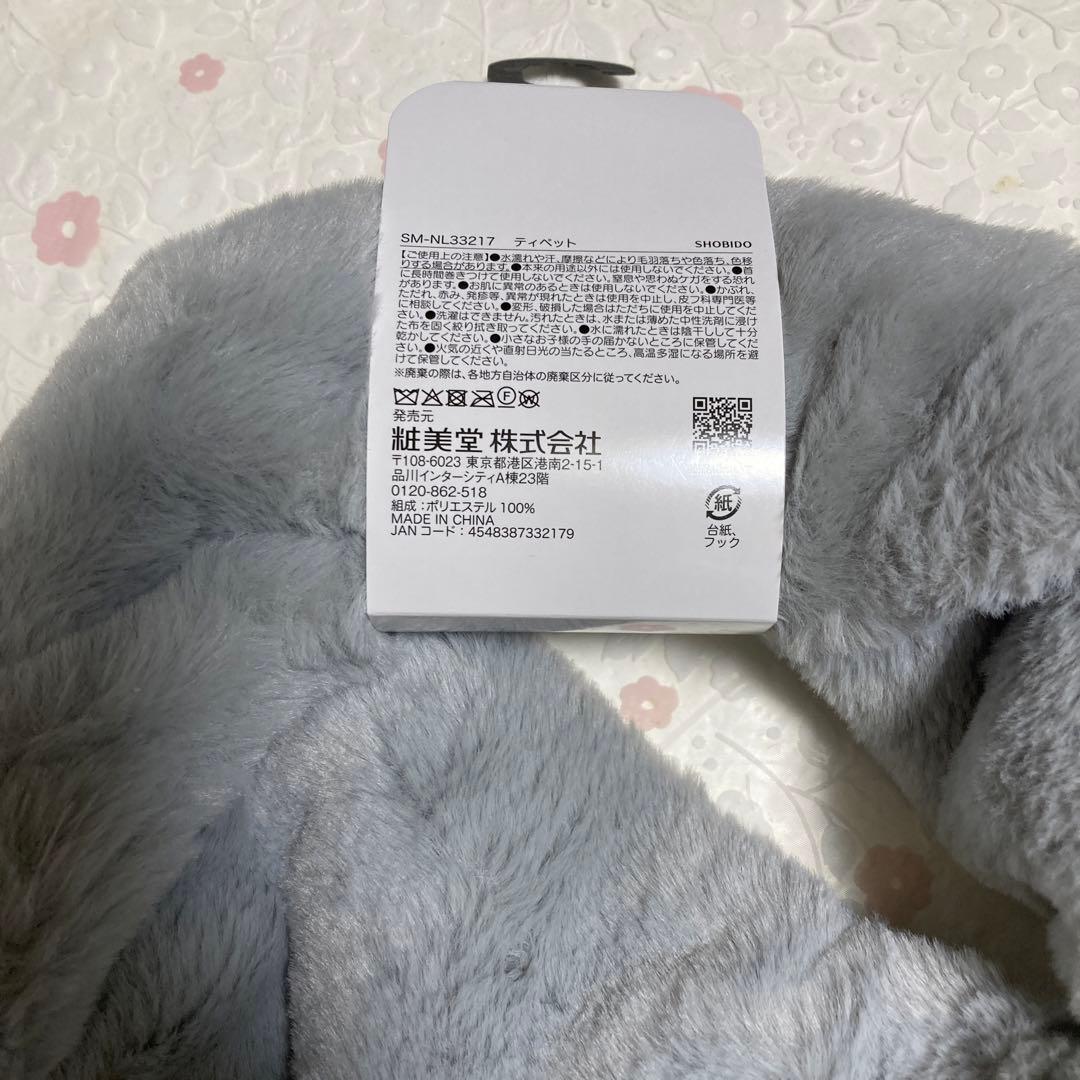 SM-NL33217 ティペット SHOBIDO
【ご使用上の注意】●水濡れや汗、摩擦などにより毛羽落ちや色落ち、色移
りする場合があります。●本来の用途以外には使用しないでください。●首
に長時間巻きつけて使用しないでください。窒息や思わぬケガをする恐れ
があります。●お肌に異常のあるときは使用しないでください。●かぶれ、
ただれ、赤み、発疹等、異常が現れたときは使用を中止し、皮フ科専門医等
に相談してください。●変形、破損した場合はただちに使用を中止してくだ
さい。●洗濯はできません。汚れたときは、水または薄めた中性洗剤に浸け
た布を固く絞り拭き取ってください。●水に濡れたときは陰干しして十分
乾かしてください。●小さなお子様の手の届かないところに保管してくださ
い。●火気の近くや直射日光の当たるところ、高温多湿になる場所を避
けて保管してください。
※廃棄の際は、各地方自治体の廃棄区分に従ってください。
F W
発売元
粧美堂 株式会社
〒108-6023 東京都港区港南2-15-1
品川インターシティA棟23階
0120-862-518
組成：ポリエステル 100%
MADE IN CHINA
JANコード：4548387332179
紙
台紙、
フック